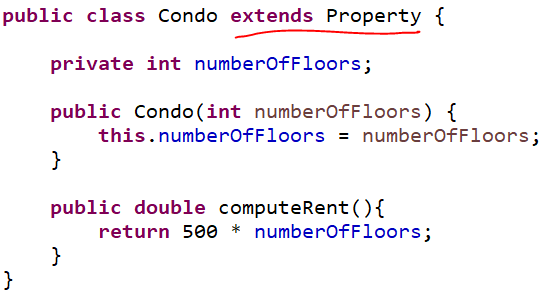 public class Condo extends Property {
private int numberOfFloors;
public Condo(int numberOfFloors) {
this.numberOfFloors = numberOfFloors;
}
public double computeRent(){
return 500 * numberOfFloors;
}
}